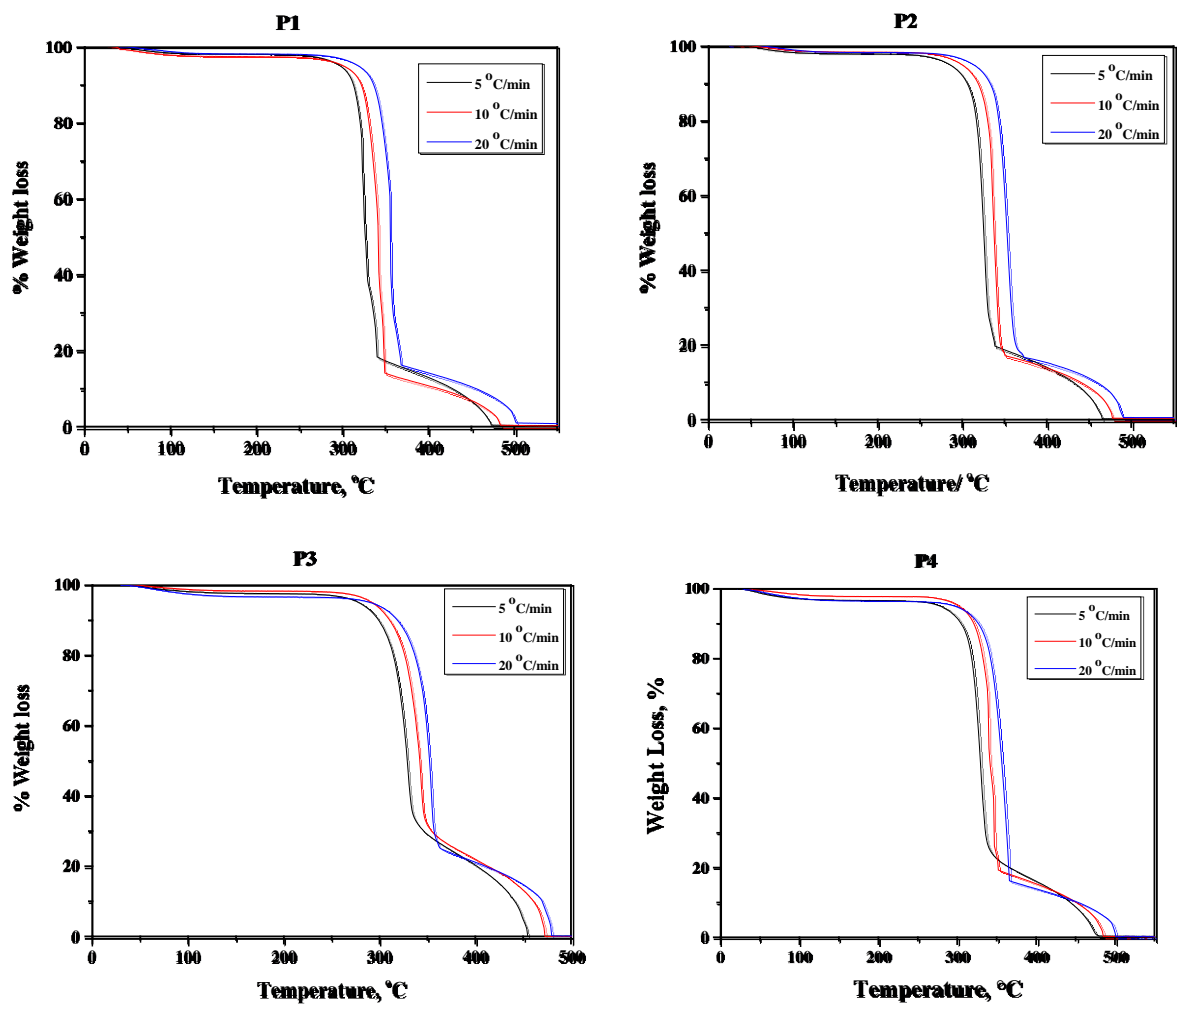 P1
100
80
60
40
20
0
% Weight loss
5 °C/min
10 °C/min
20 °C/min
0 100 200 300 400 500
Temperature, °C
P2
100
80
60
40
20
0
% Weight loss
5 °C/min
10 °C/min
20 °C/min
0 100 200 300 400 500
Temperature/ °C
P3
100
80
60
40
20
0
% Weight loss
5 °C/min
10 °C/min
20 °C/min
0 100 200 300 400 500
Temperature, °C
P4
100
80
60
40
20
0
Weight Loss, %
5 °C/min
10 °C/min
20 °C/min
0 100 200 300 400 500
Temperature, °C